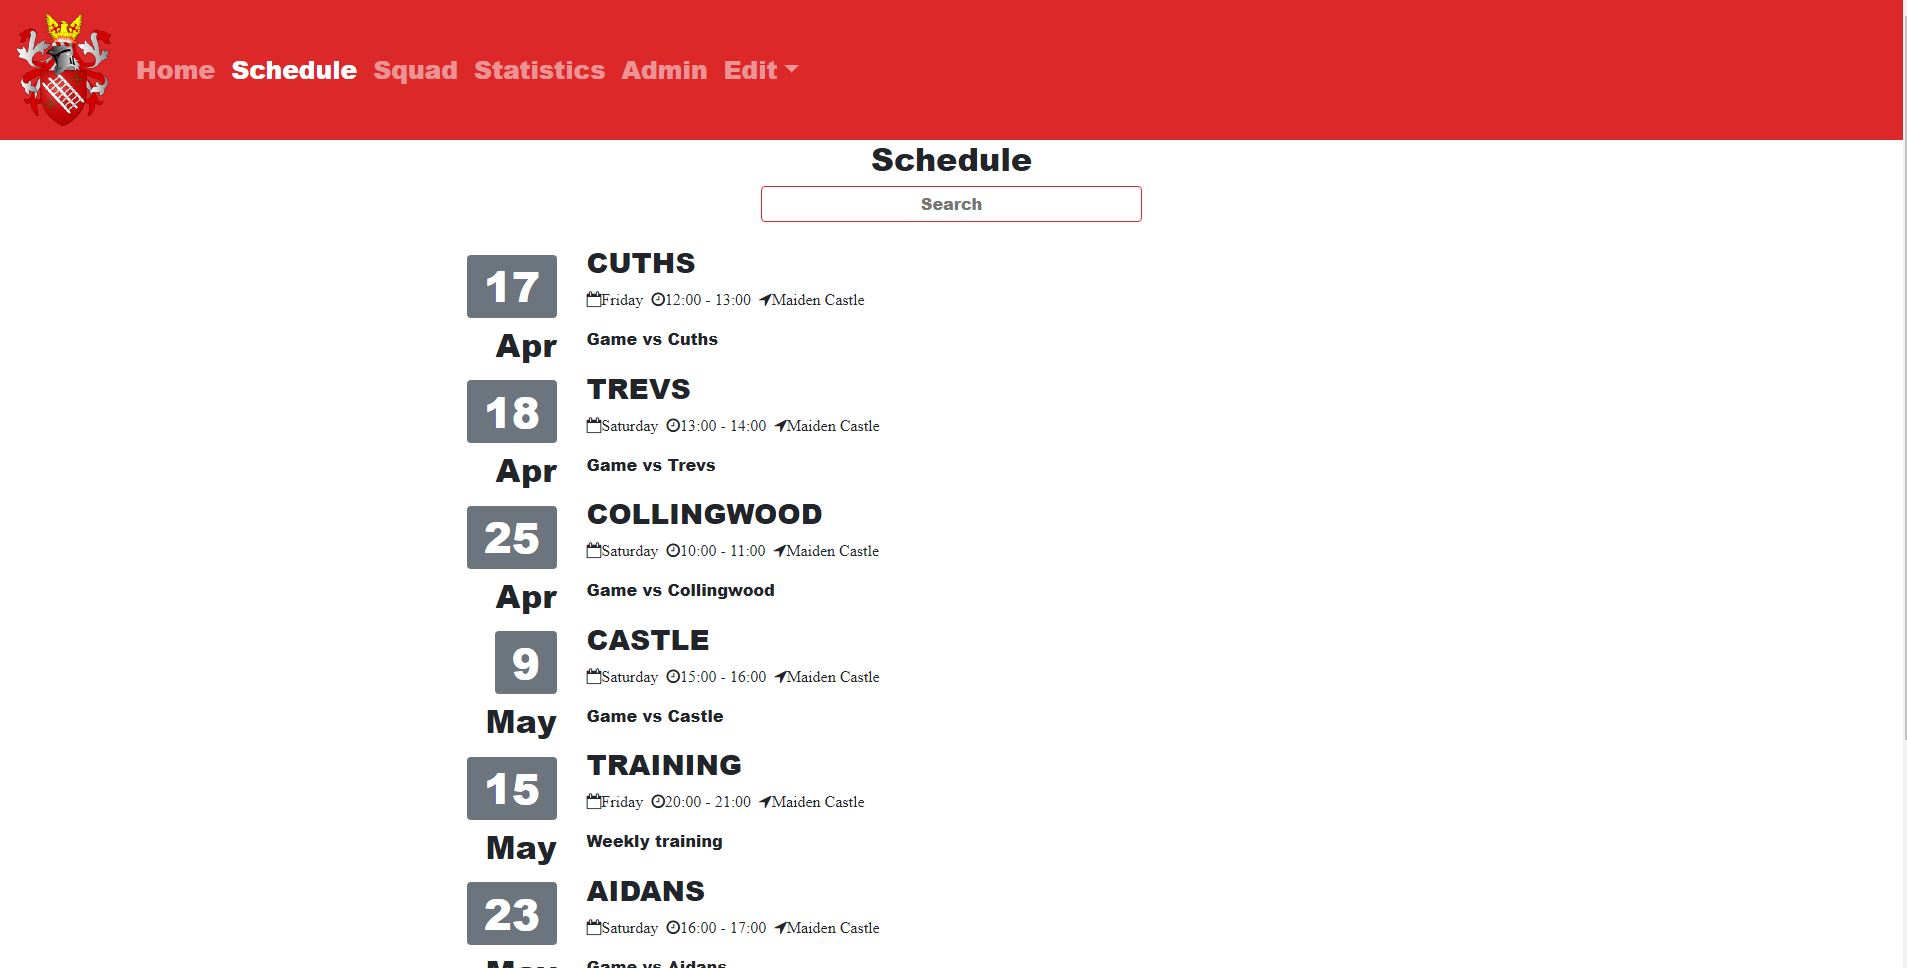 Home Schedule Squad Statistics Admin Edit
Schedule
Search
17
Apr
CUTHS
Friday 12:00 - 13:00 Maiden Castle
Game vs Cuths
18
Apr
TREVS
Saturday 13:00 - 14:00 Maiden Castle
Game vs Trevs
25
Apr
COLLINGWOOD
Saturday 10:00 - 11:00 Maiden Castle
Game vs Collingwood
9
May
CASTLE
Saturday 15:00 - 16:00 Maiden Castle
Game vs Castle
15
May
TRAINING
Friday 20:00 - 21:00 Maiden Castle
Weekly training
23
May
AIDANS
Saturday 16:00 - 17:00 Maiden Castle
Game vs Aidans